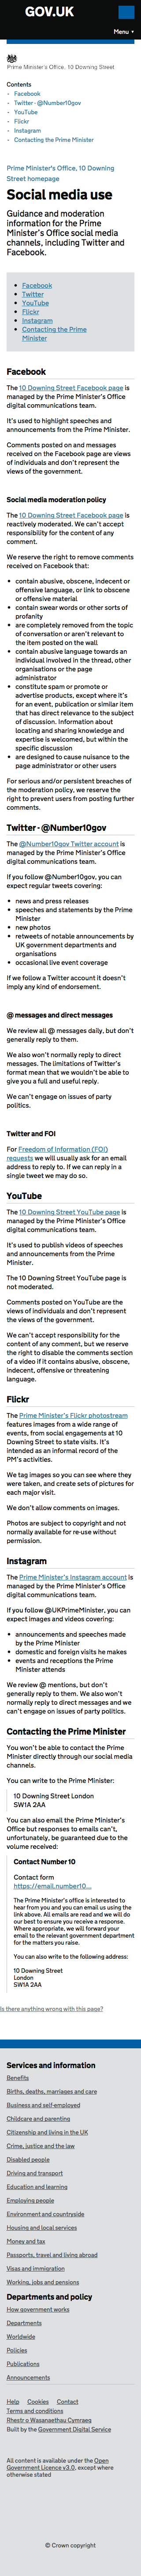 GOV.UK
Menu
Prime Minister's Office, 10 Downing Street
Contents
Facebook
Twitter - @Number10gov
YouTube
Flickr
Instagram
Contacting the Prime Minister
Prime Minister's Office, 10 Downing
Street homepage
Social media use
Guidance and moderation
information for the Prime
Minister's Office social media
channels, including Twitter and
Facebook.
Facebook
Twitter
YouTube
Flickr
Instagram
Contacting the Prime
Minister
Facebook
The 10 Downing Street Facebook page is
managed by the Prime Minister's Office
digital communications team.
It's used to highlight speeches and
announcements from the Prime Minister.
Comments posted on and messages
received on the Facebook page are views
of individuals and don't represent the
views of the government.
Social media moderation policy
The 10 Downing Street Facebook page is
reactively moderated. We can't accept
responsibility for the content of any
comment.
We reserve the right to remove comments
received on Facebook that:
contain abusive, obscene, indecent or
offensive language, or link to obscene
or offensive material
contain swear words or other sorts of
profanity
are completely removed from the topic
of conversation or aren't relevant to
the item posted on the wall
contain abusive language towards an
individual involved in the thread, other
organisations or the page
administrator
constitute spam or promote or
advertise products, except where it's
for an event, publication or similar item
that has direct relevance to the subject
of discussion. Information about
locating and sharing knowledge and
expertise is welcomed, but within that
specific discussion
are designed to cause nuisance to the
page administrator or other users
For serious and/or persistent breaches of
the moderation policy, we reserve the
right to prevent users from posting further
comments.
Twitter - @Number10gov
The @Number10gov Twitter account is
managed by the Prime Minister's Office
digital communications team.
If you follow @Number10gov, you can
expect regular tweets covering:
news and press releases
speeches and statements by the Prime
Minister
new photos
retweets of notable announcements by
UK government departments and
organisations
occasional live event coverage
If we follow a Twitter account it doesn't
imply any kind of endorsement.
@ messages and direct messages
We review all @ messages daily, but don't
generally reply to them.
We also won't normally reply to direct
messages. The limitations of Twitter's
format mean that we wouldn't be able to
give you a full and useful reply.
We can't engage on issues of party
politics.
Twitter and FOI
For Freedom of Information (FOI)
requests we will usually ask for an email
address to reply to. If we can reply in a
single tweet we may do so.
YouTube
The 10 Downing Street YouTube page is
managed by the Prime Minister's Office
digital communications team.
It's used to publish videos of speeches
and announcements from the Prime
Minister.
The 10 Downing Street YouTube page is
not moderated.
Comments posted on YouTube are the
views of individuals and don't represent
the views of the government.
We can't accept responsibility for the
content of any comment, but we reserve
the right to disable the comments section
of a video if it contains abusive, obscene,
indecent, offensive or threatening
language.
Flickr
The Prime Minister's Flickr photostream
features images from a wide range of
events, from social engagements at 10
Downing Street to state visits. It's
intended as an informal record of the
PM's activities.
We tag images so you can see where they
were taken, and create sets of pictures for
each major visit.
We don't allow comments on images.
Photos are subject to copyright and not
normally available for re-use without
permission.
Instagram
The Prime Minister's Instagram account is
managed by the Prime Minister's Office
digital communications team.
If you follow @UKPrimeMinister, you can
expect images and videos covering:
announcements and speeches made
by the Prime Minister
domestic and foreign visits he makes
events and receptions the Prime
Minister attends
We review @ mentions, but don't
generally reply to them. We also won't
normally reply to direct messages and we
can't engage on issues of party politics.
Contacting the Prime Minister
You won't be able to contact the Prime
Minister directly through any social media
channels.
You can write to the Prime Minister:
10 Downing Street London
SW1A 2AA
You can also email the Prime Minister's
Office but responses to emails can't,
unfortunately, be guaranteed due to the
volume received:
Contact Number 10
Contact form
https://email.number10...
The Prime Minister's office is interested to
hear from you and you can email us using the
link above. All emails are read and we will do
our best to ensure you receive a response.
Where appropriate, we will forward your
email to the relevant government department
for the matters you raise.
You can also write to the following address:
10 Downing Street
London
SW1A 2AA
Is there anything wrong with this page?
Services and information
Benefits
Births, deaths, marriages and care
Business and self-employed
Childcare and parenting
Citizenship and living in the UK
Crime, justice and the law
Disabled people
Driving and transport
Education and learning
Employing people
Environment and countryside
Housing and local services
Money and tax
Passports, travel and living abroad
Visas and immigration
Working, jobs and pensions
Departments and policy
How government works
Departments
Worldwide
Policies
Publications
Announcements
Help Cookies Contact
Terms and conditions
Rhestr o Wasanaethau Cymraeg
Built by the Government Digital Service
All content is available under the Open
Government Licence v3.0, except where
otherwise stated
© Crown copyright